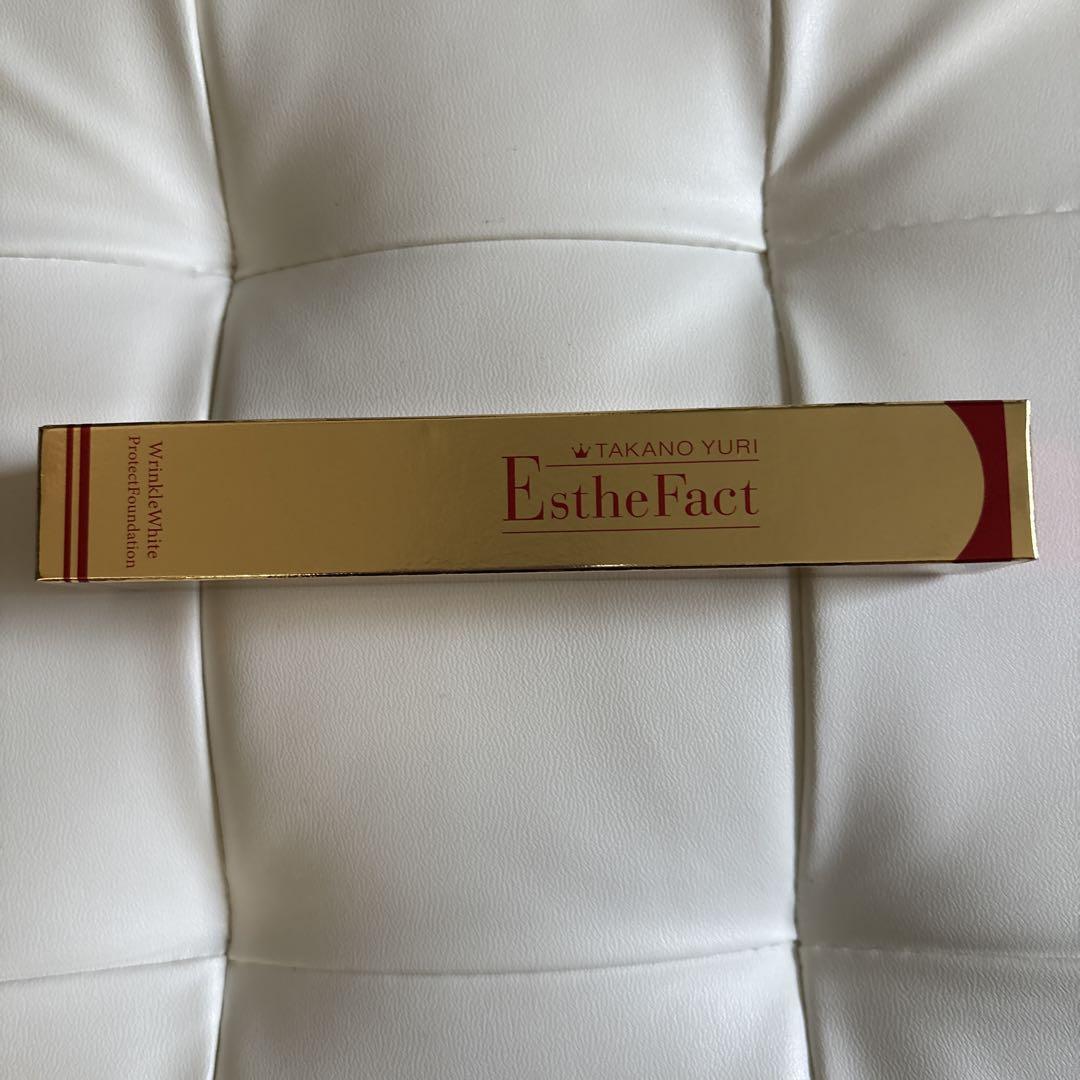 TAKANO YURI
EstheFact
WrinkleWhite
ProtectFoundation